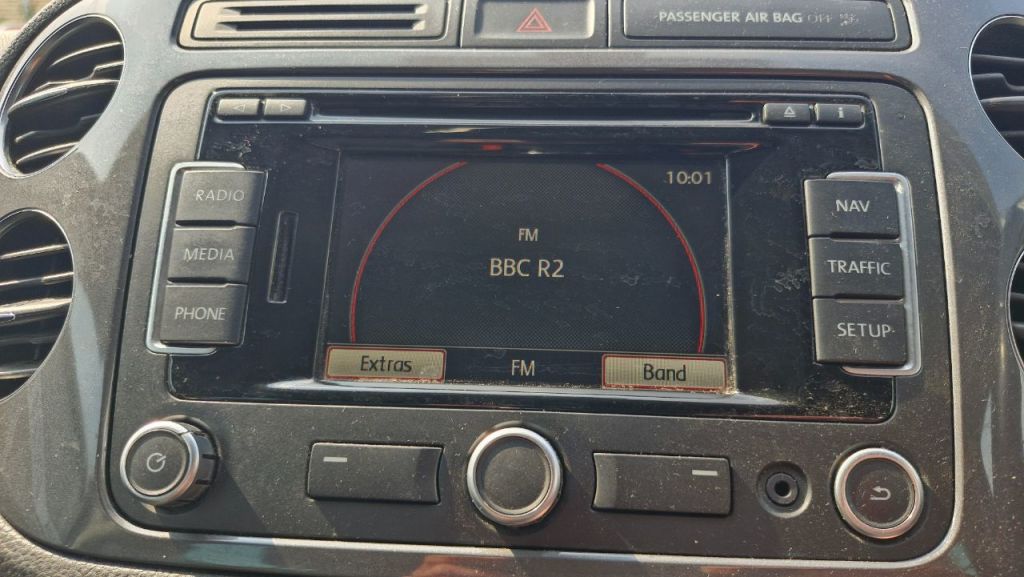 PASSENGER AIR BAG OFF
RADIO
MEDIA
PHONE
10:01
FM
BBC R2
Extras
FM
Band
NAV
TRAFFIC
SETUP
i